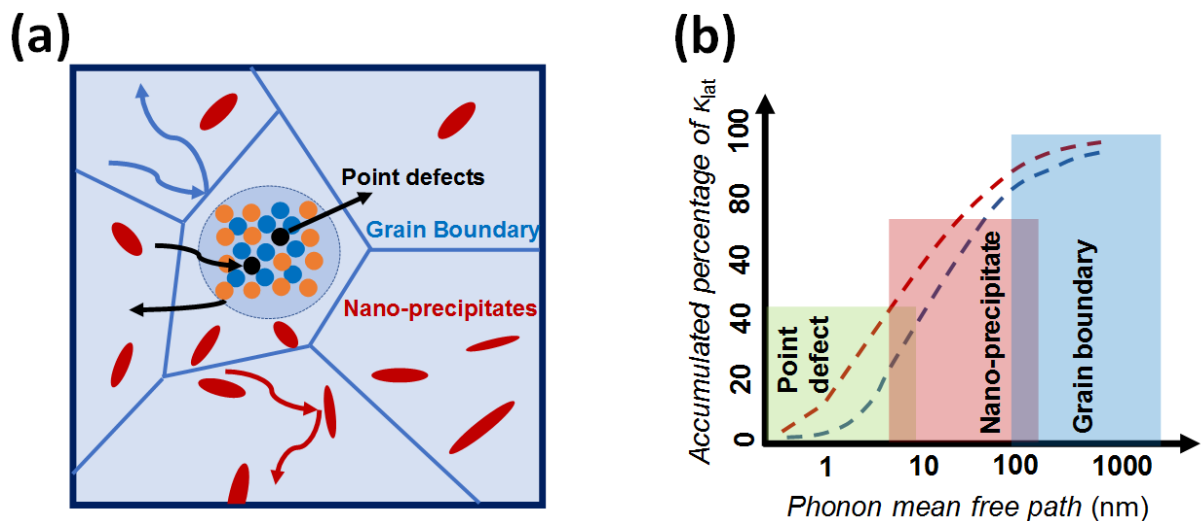 (a)
Point defects
Grain Boundary
Nano-precipitates
(b)
Accumulated percentage of κlat
100
80
40
40
20
0
Point
defect
Nano-precipitate
Grain boundary
1
10
100
1000
Phonon mean free path (nm)